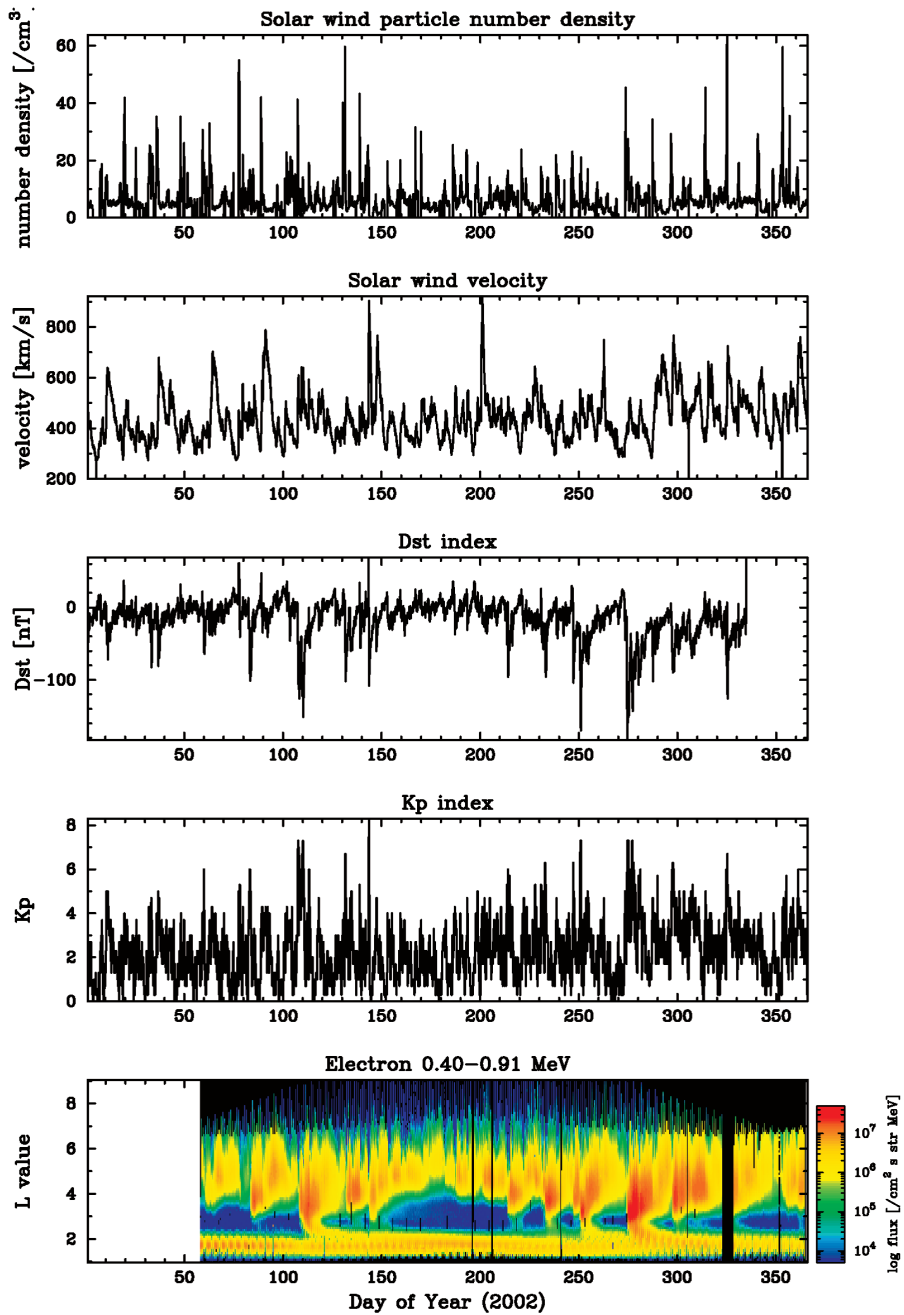 Solar wind particle number density
number density [/cm³.
60
40
20
0
50 100 150 200 250 300 350
Solar wind velocity
velocity [km/s]
800
600
400
200
50 100 150 200 250 300 350
Dst index
Dst [nT]
0
−100
50 100 150 200 250 300 350
Kp index
Kp
8
6
4
2
0
50 100 150 200 250 300 350
Electron 0.40−0.91 MeV
L value
8
6
4
2
50 100 150 200 250 300 350
Day of Year (2002)
10⁷
10⁶
10⁵
10⁴
log flux [/cm² s str MeV]